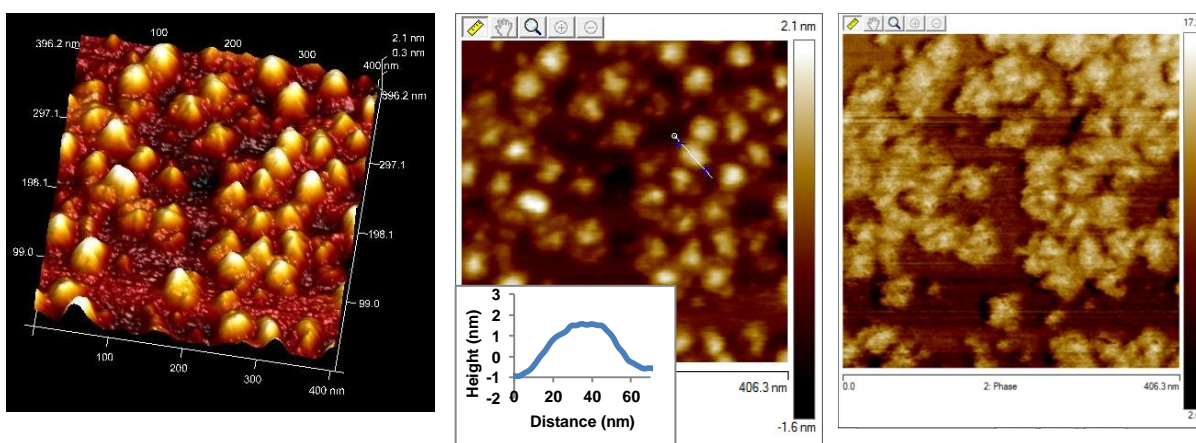 396.2 nm
100
200
300
2.1 nm
0.3 nm
400 nm
396.2 nm
297.1
297.1
198.1
198.1
99.0
99.0
100
200
300
400 nm
2.1 nm
406.3 nm
-1.6 nm
Height (nm)
3
2
1
0
-1
-2
0
20
40
60
Distance (nm)
0.0
2: Phase
406.3 nm